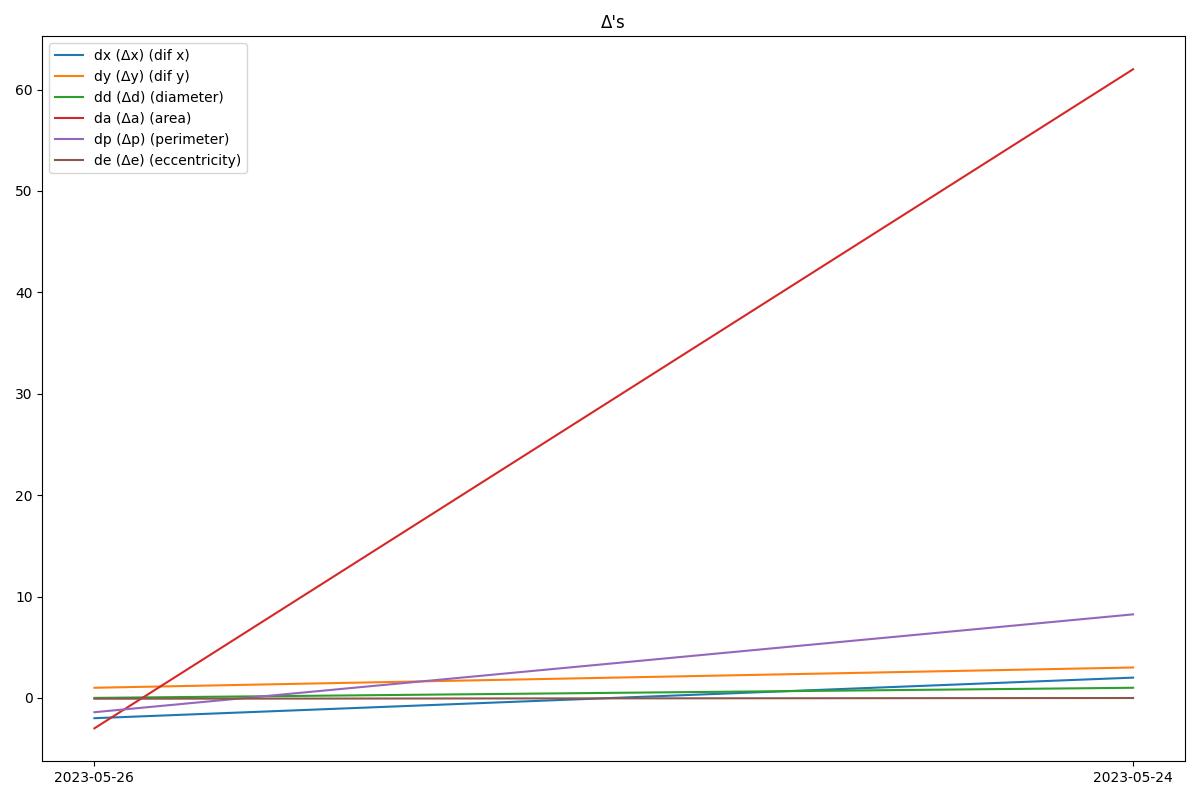 Δ's
dx (Δx) (dif x)
dy (Δy) (dif y)
dd (Δd) (diameter)
da (Δa) (area)
dp (Δp) (perimeter)
de (Δe) (eccentricity)
60
50
40
30
20
10
0
2023-05-26 2023-05-24